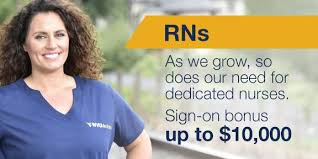 RNs
As we grow, so
does our need for
dedicated nurses.
Sign-on bonus
up to $10,000